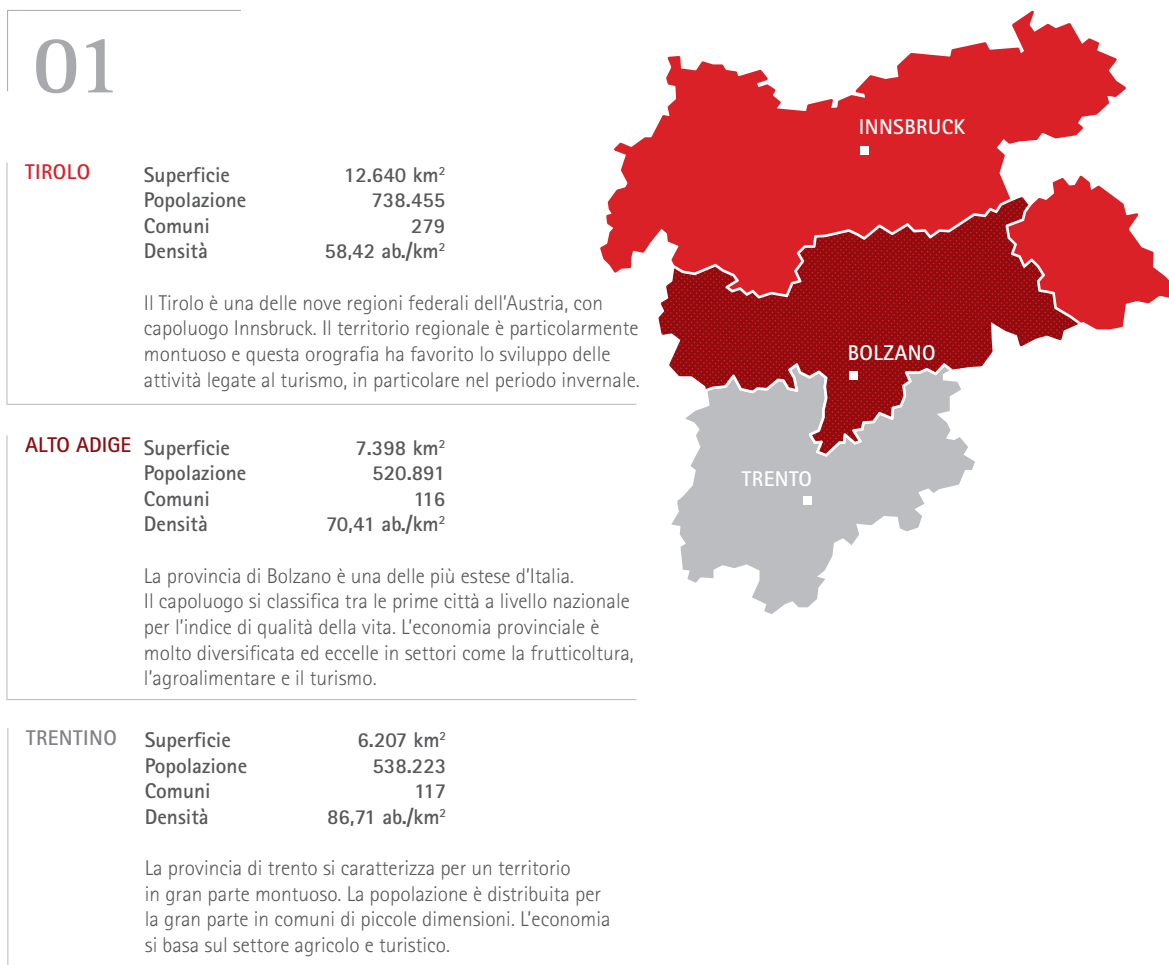 01
TIROLO
Superficie 12.640 km²
Popolazione 738.455
Comuni 279
Densità 58,42 ab./km²
Il Tirolo è una delle nove regioni federali dell'Austria, con
capoluogo Innsbruck. Il territorio regionale è particolarmente
montuoso e questa orografia ha favorito lo sviluppo delle
attività legate al turismo, in particolare nel periodo invernale.
ALTO ADIGE
Superficie 7.398 km²
Popolazione 520.891
Comuni 116
Densità 70,41 ab./km²
La provincia di Bolzano è una delle più estese d'Italia.
Il capoluogo si classifica tra le prime città a livello nazionale
per l'indice di qualità della vita. L'economia provinciale è
molto diversificata ed eccelle in settori come la frutticoltura,
l'agroalimentare e il turismo.
TRENTINO
Superficie 6.207 km²
Popolazione 538.223
Comuni 117
Densità 86,71 ab./km²
La provincia di trento si caratterizza per un territorio
in gran parte montuoso. La popolazione è distribuita per
la gran parte in comuni di piccole dimensioni. L'economia
si basa sul settore agricolo e turistico.
INNSBRUCK
BOLZANO
TRENTO